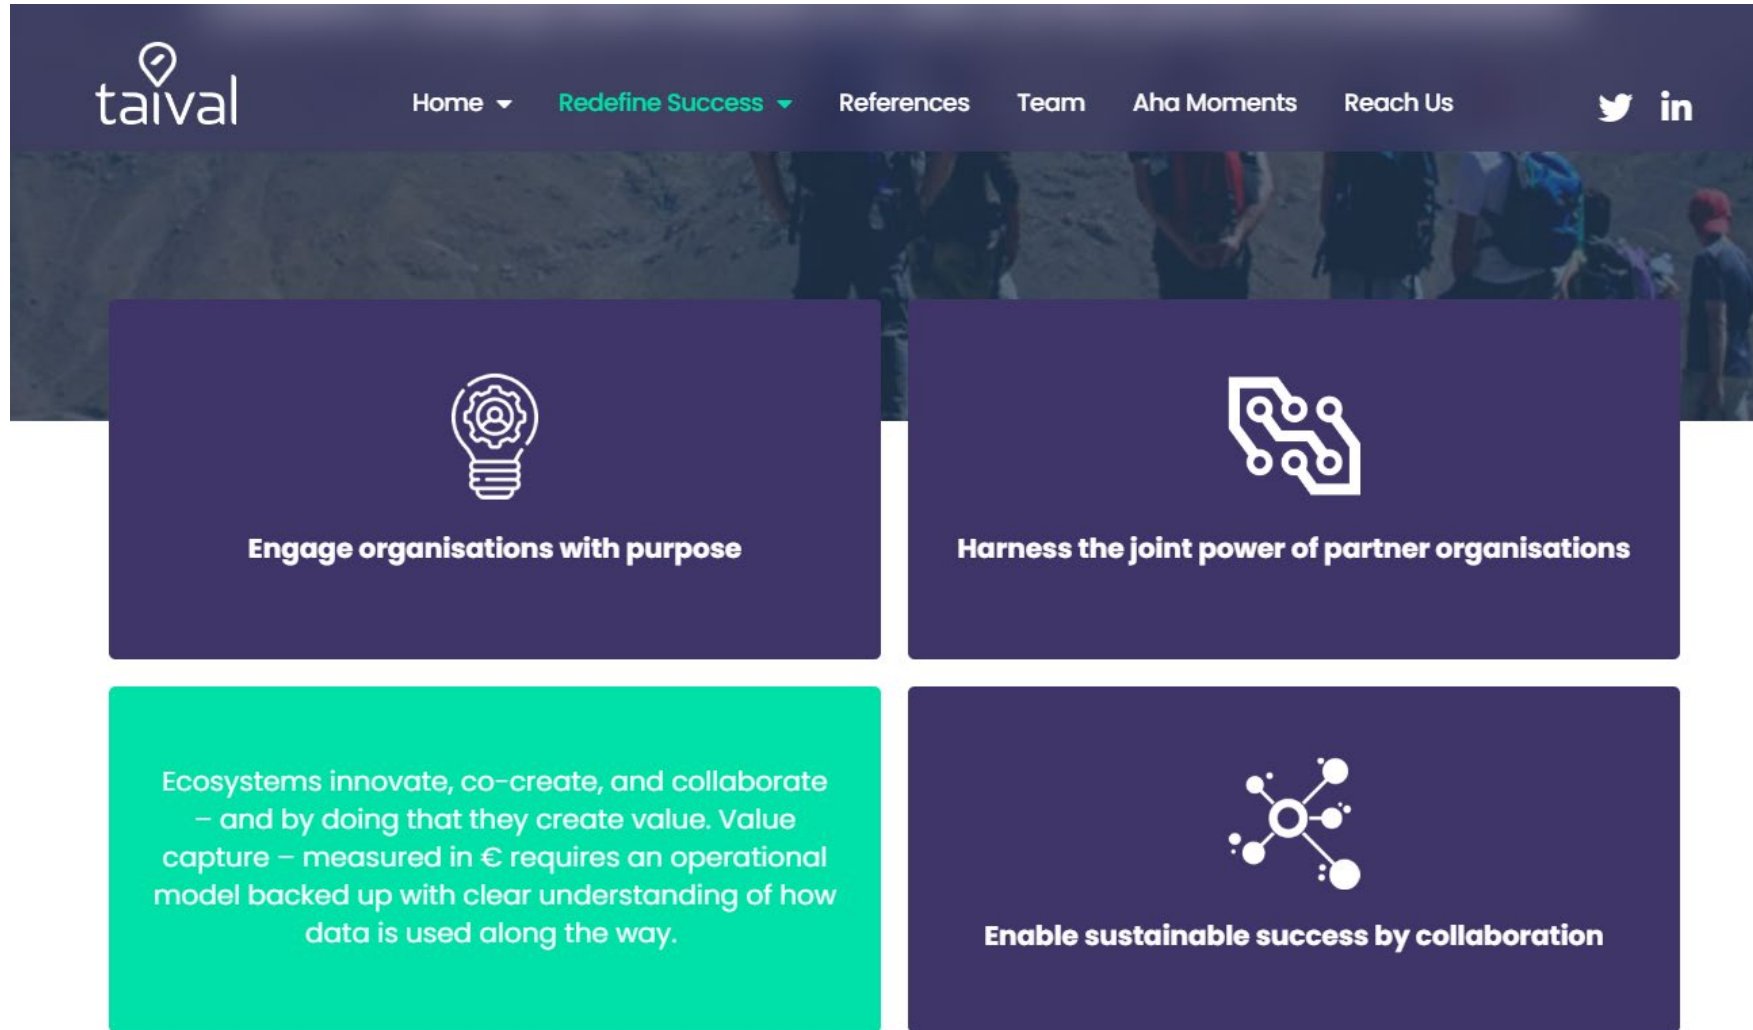 taival
Home
Redefine Success
References
Team
Aha Moments
Reach Us
in
Engage organisations with purpose
Harness the joint power of partner organisations
Ecosystems innovate, co-create, and collaborate
– and by doing that they create value. Value
capture – measured in € requires an operational
model backed up with clear understanding of how
data is used along the way.
Enable sustainable success by collaboration